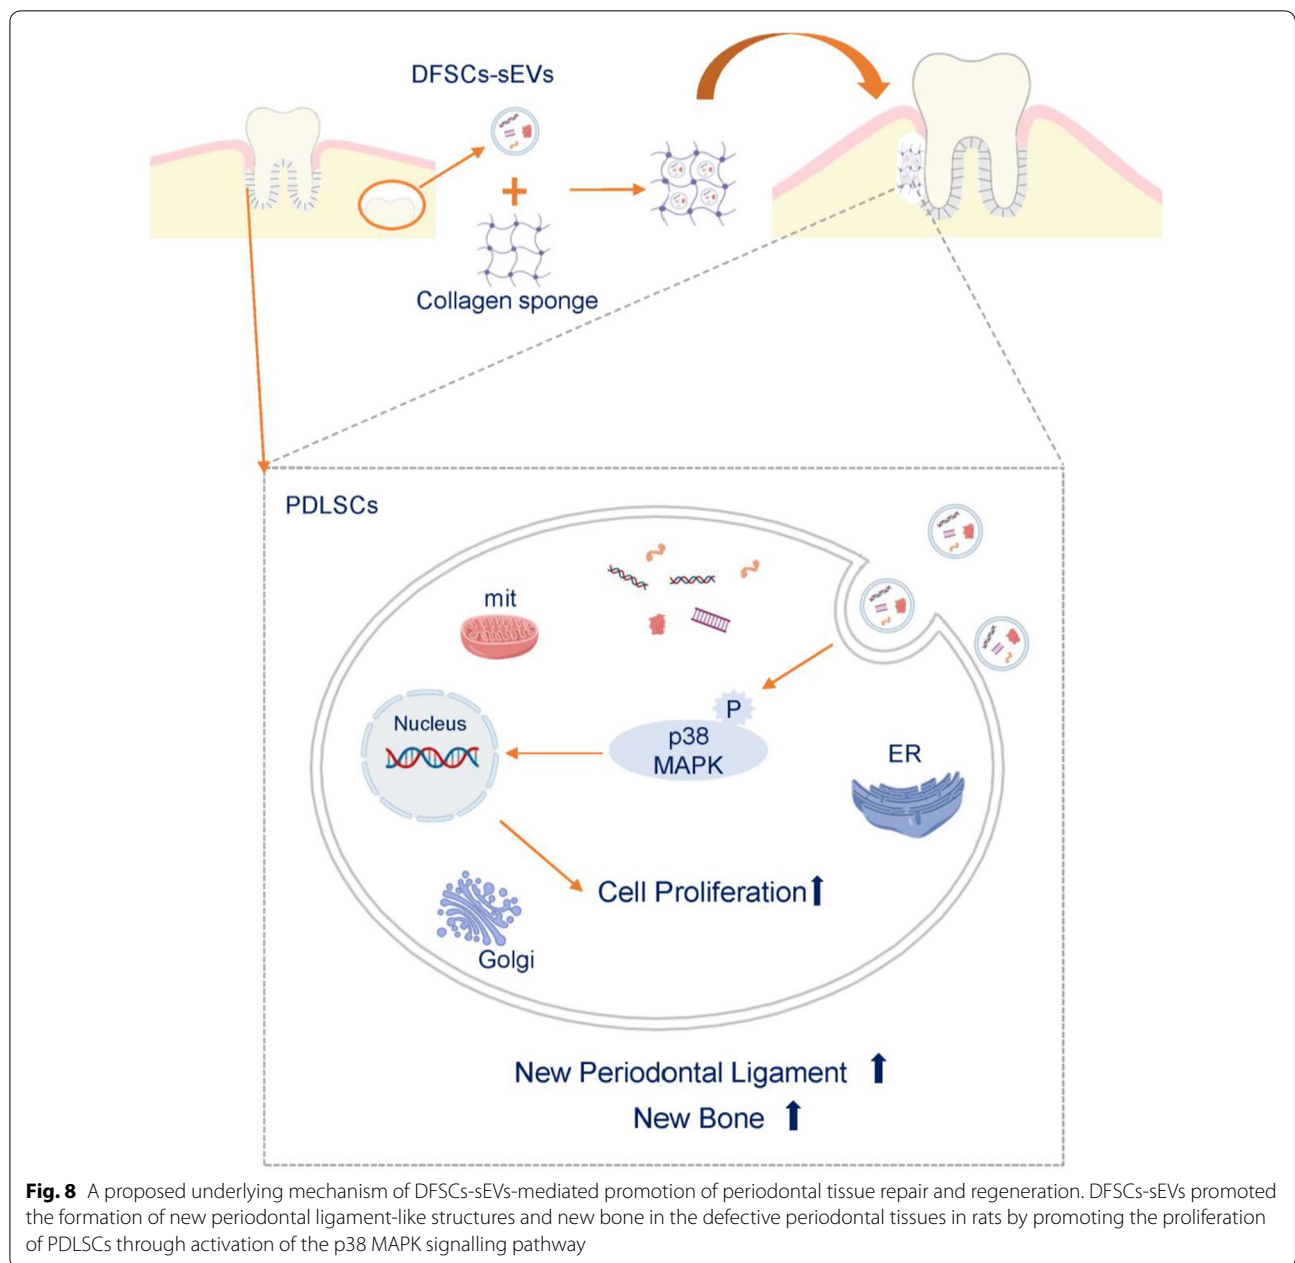 DFSCs-sEVs
+
Collagen sponge
PDLSCs
mit
P
p38
MAPK
Nucleus
ER
Cell Proliferation
Golgi
New Periodontal Ligament
New Bone
Fig. 8 A proposed underlying mechanism of DFSCs-sEVs-mediated promotion of periodontal tissue repair and regeneration. DFSCs-sEVs promoted
the formation of new periodontal ligament-like structures and new bone in the defective periodontal tissues in rats by promoting the proliferation
of PDLSCs through activation of the p38 MAPK signalling pathway